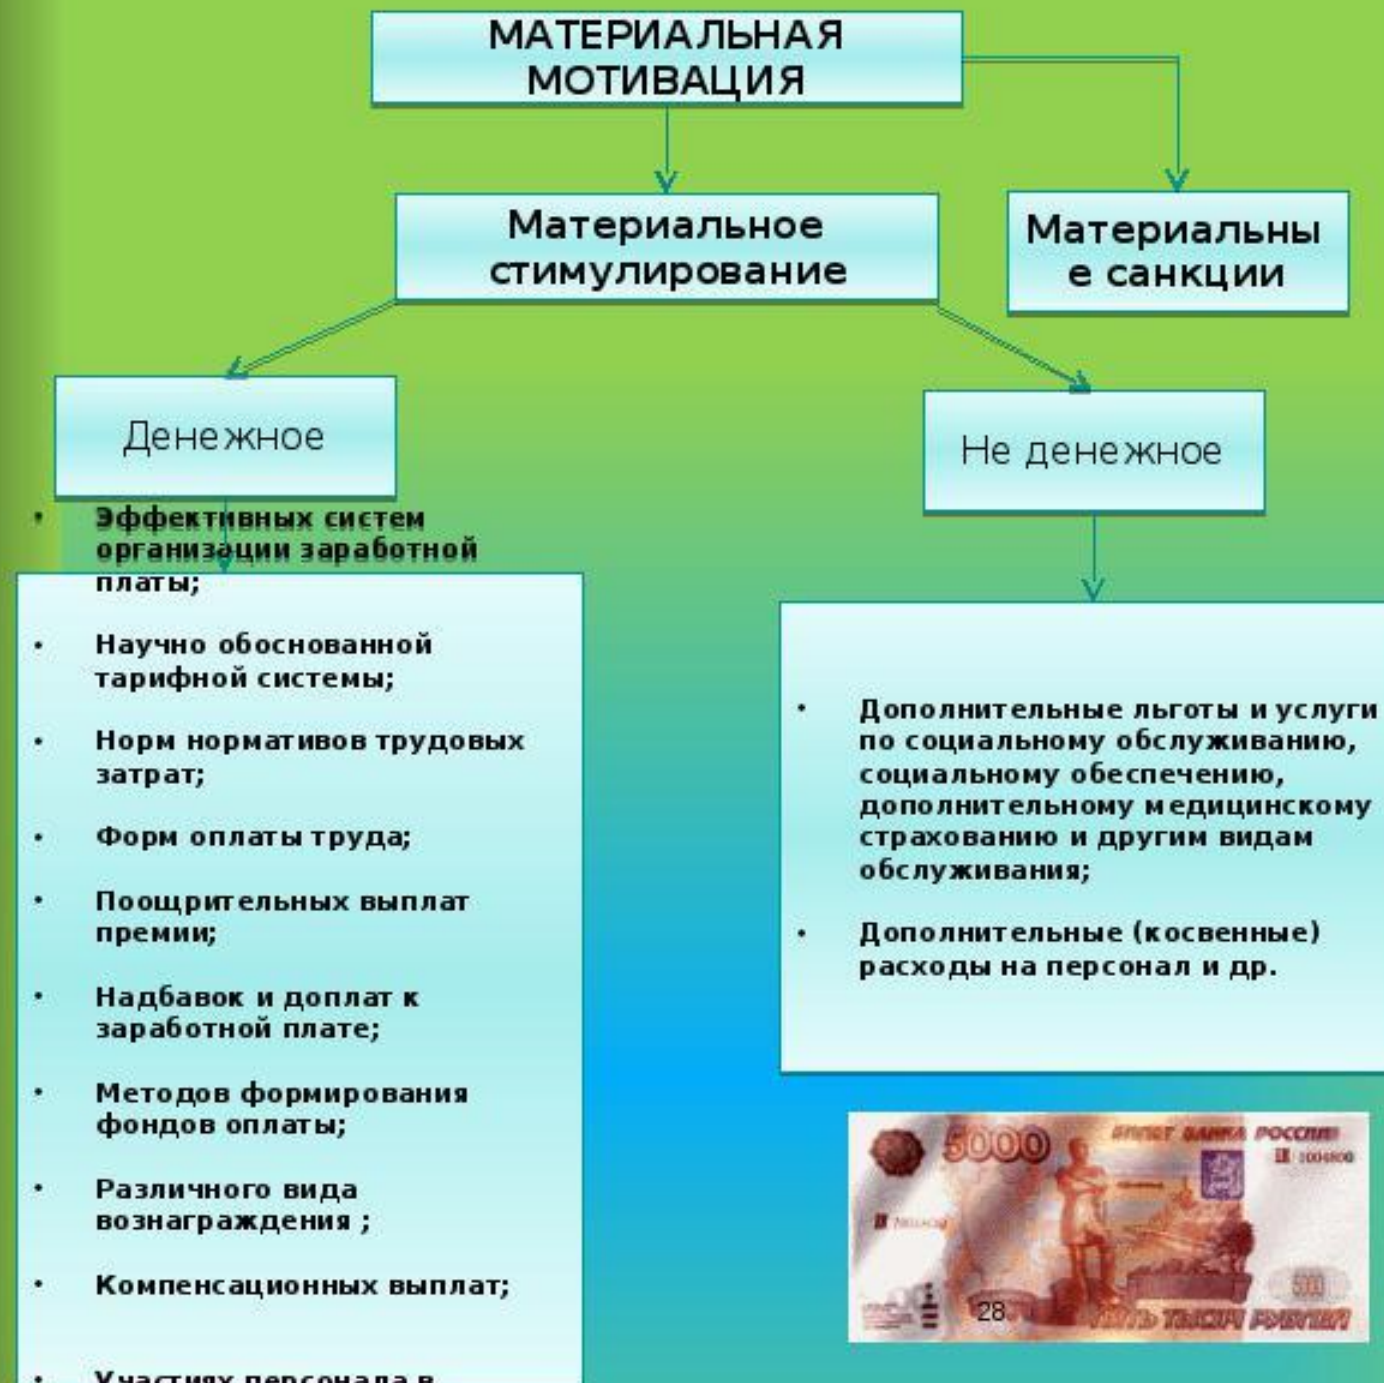 МАТЕРИАЛЬНАЯ
МОТИВАЦИЯ
Материальное
стимулирование
Материальны
е санкции
Денежное
Не денежное
• Эффективных систем
организации заработной
платы;
• Научно обоснованной
тарифной системы;
• Норм нормативов трудовых
затрат;
• Форм оплаты труда;
• Поощрительных выплат
премии;
• Надбавок и доплат к
заработной плате;
• Методов формирования
фондов оплаты;
• Различного вида
вознаграждения ;
• Компенсационных выплат;
• Участиях персонала в
• Дополнительные льготы и услуги
по социальному обслуживанию,
социальному обеспечению,
дополнительному медицинскому
страхованию и другим видам
обслуживания;
• Дополнительные (косвенные)
расходы на персонал и др.
5000
БИЛЕТ БАНКА РОССИИ
28
ПЯТЬ ТЫСЯЧ РУБЛЕЙ